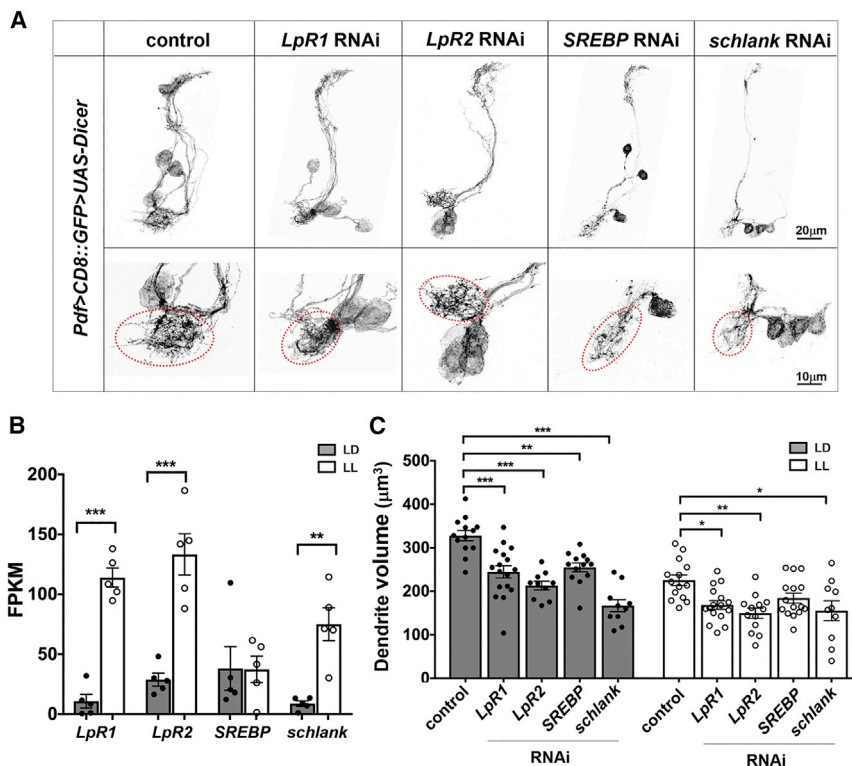 A
control
LpR1 RNAi
LpR2 RNAi
SREBP RNAi
schlank RNAi
Pdf>CD8::GFP>UAS-Dicer
20μm
10μm
B
LD
LL
FPKM
200
150
100
50
0
***
***
**
LpR1
LpR2
SREBP
schlank
C
LD
LL
Dendrite volume (μm³)
500
400
300
200
100
0
***
**
***
***
*
**
*
control
LpR1
LpR2
SREBP
schlank
RNAi
control
LpR1
LpR2
SREBP
schlank
RNAi